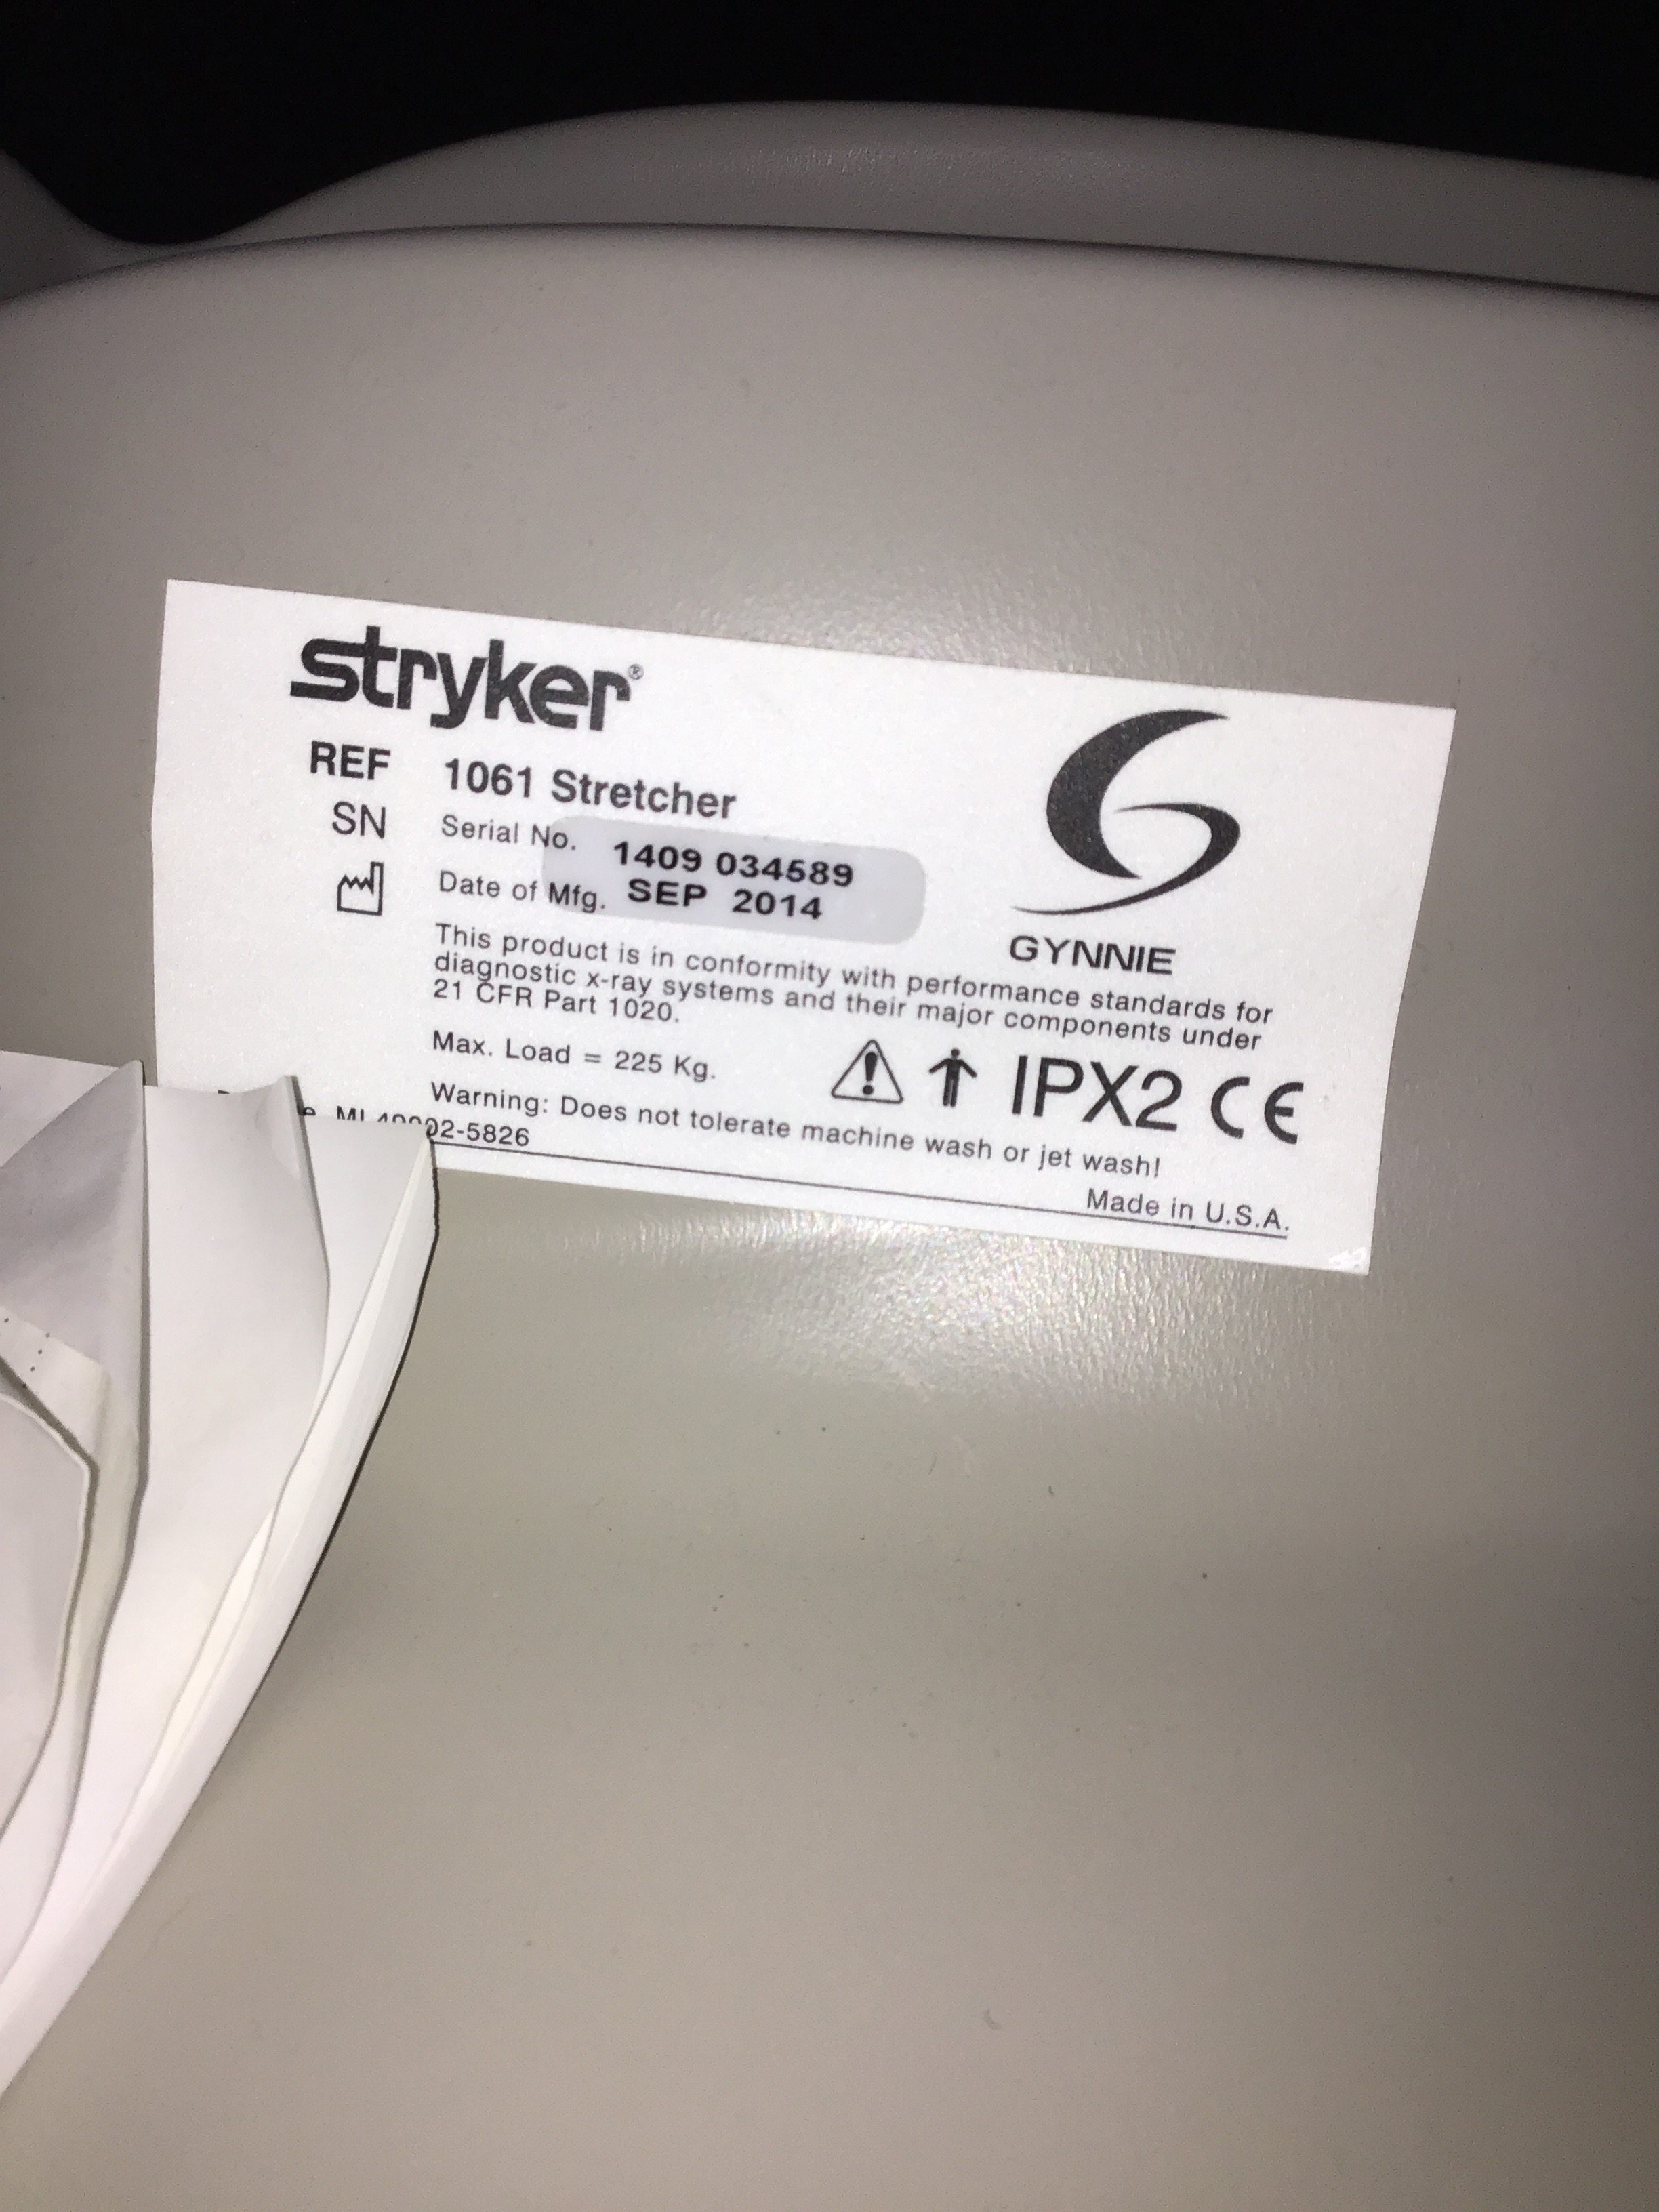 stryker®
REF 1061 Stretcher
SN Serial No. 1409 034589
Date of Mfg. SEP 2014
GYNNIE
This product is in conformity with performance standards for
diagnostic x-ray systems and their major components under
21 CFR Part 1020.
Max. Load = 225 Kg.
IPX2 CE
Warning: Does not tolerate machine wash or jet wash!
02-5826
Made in U.S.A.